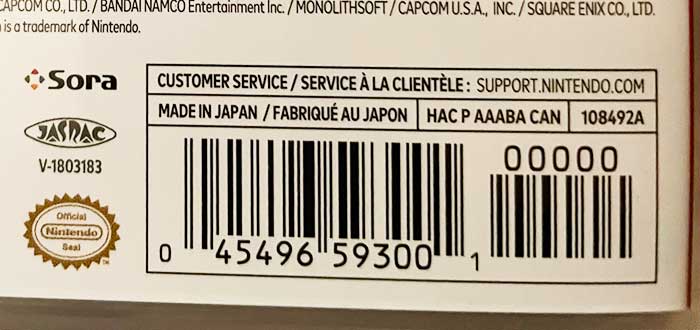 CAPCOM CO., LTD. / BANDAI NAMCO Entertainment Inc. / MONOLITHSOFT / CAPCOM U.S.A., INC. / SQUARE ENIX CO., LTD.
is a trademark of Nintendo.
Sora
CUSTOMER SERVICE / SERVICE À LA CLIENTÈLE : SUPPORT.NINTENDO.COM
MADE IN JAPAN / FABRIQUÉ AU JAPON HAC P AAABA CAN 108492A
JASRAC
V-1803183
Official
Nintendo
Seal
TM
00000
0 45496 59300 1